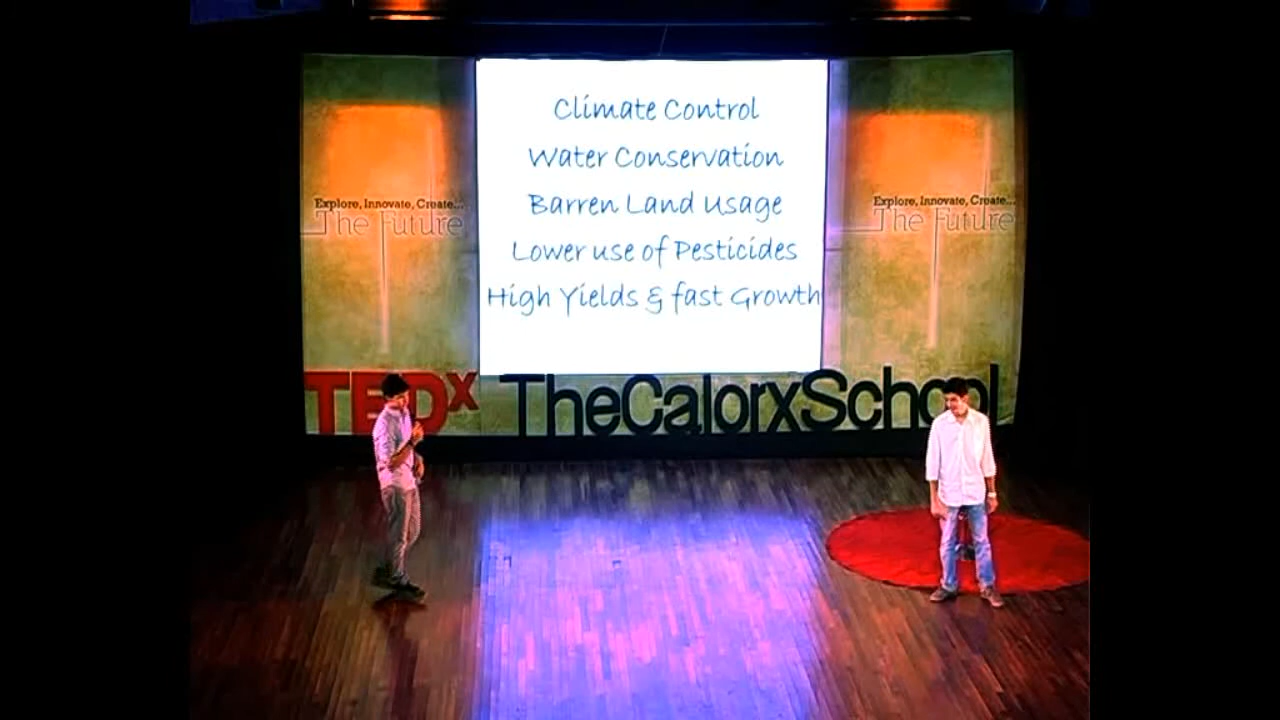 Climate Control
Water Conservation
Barren Land Usage
Lower use of Pesticides
High Yields & fast Growth
Explore, Innovate, Create...
The Future
Explore, Innovate, Create...
The Future
TEDx TheCalorxSchool